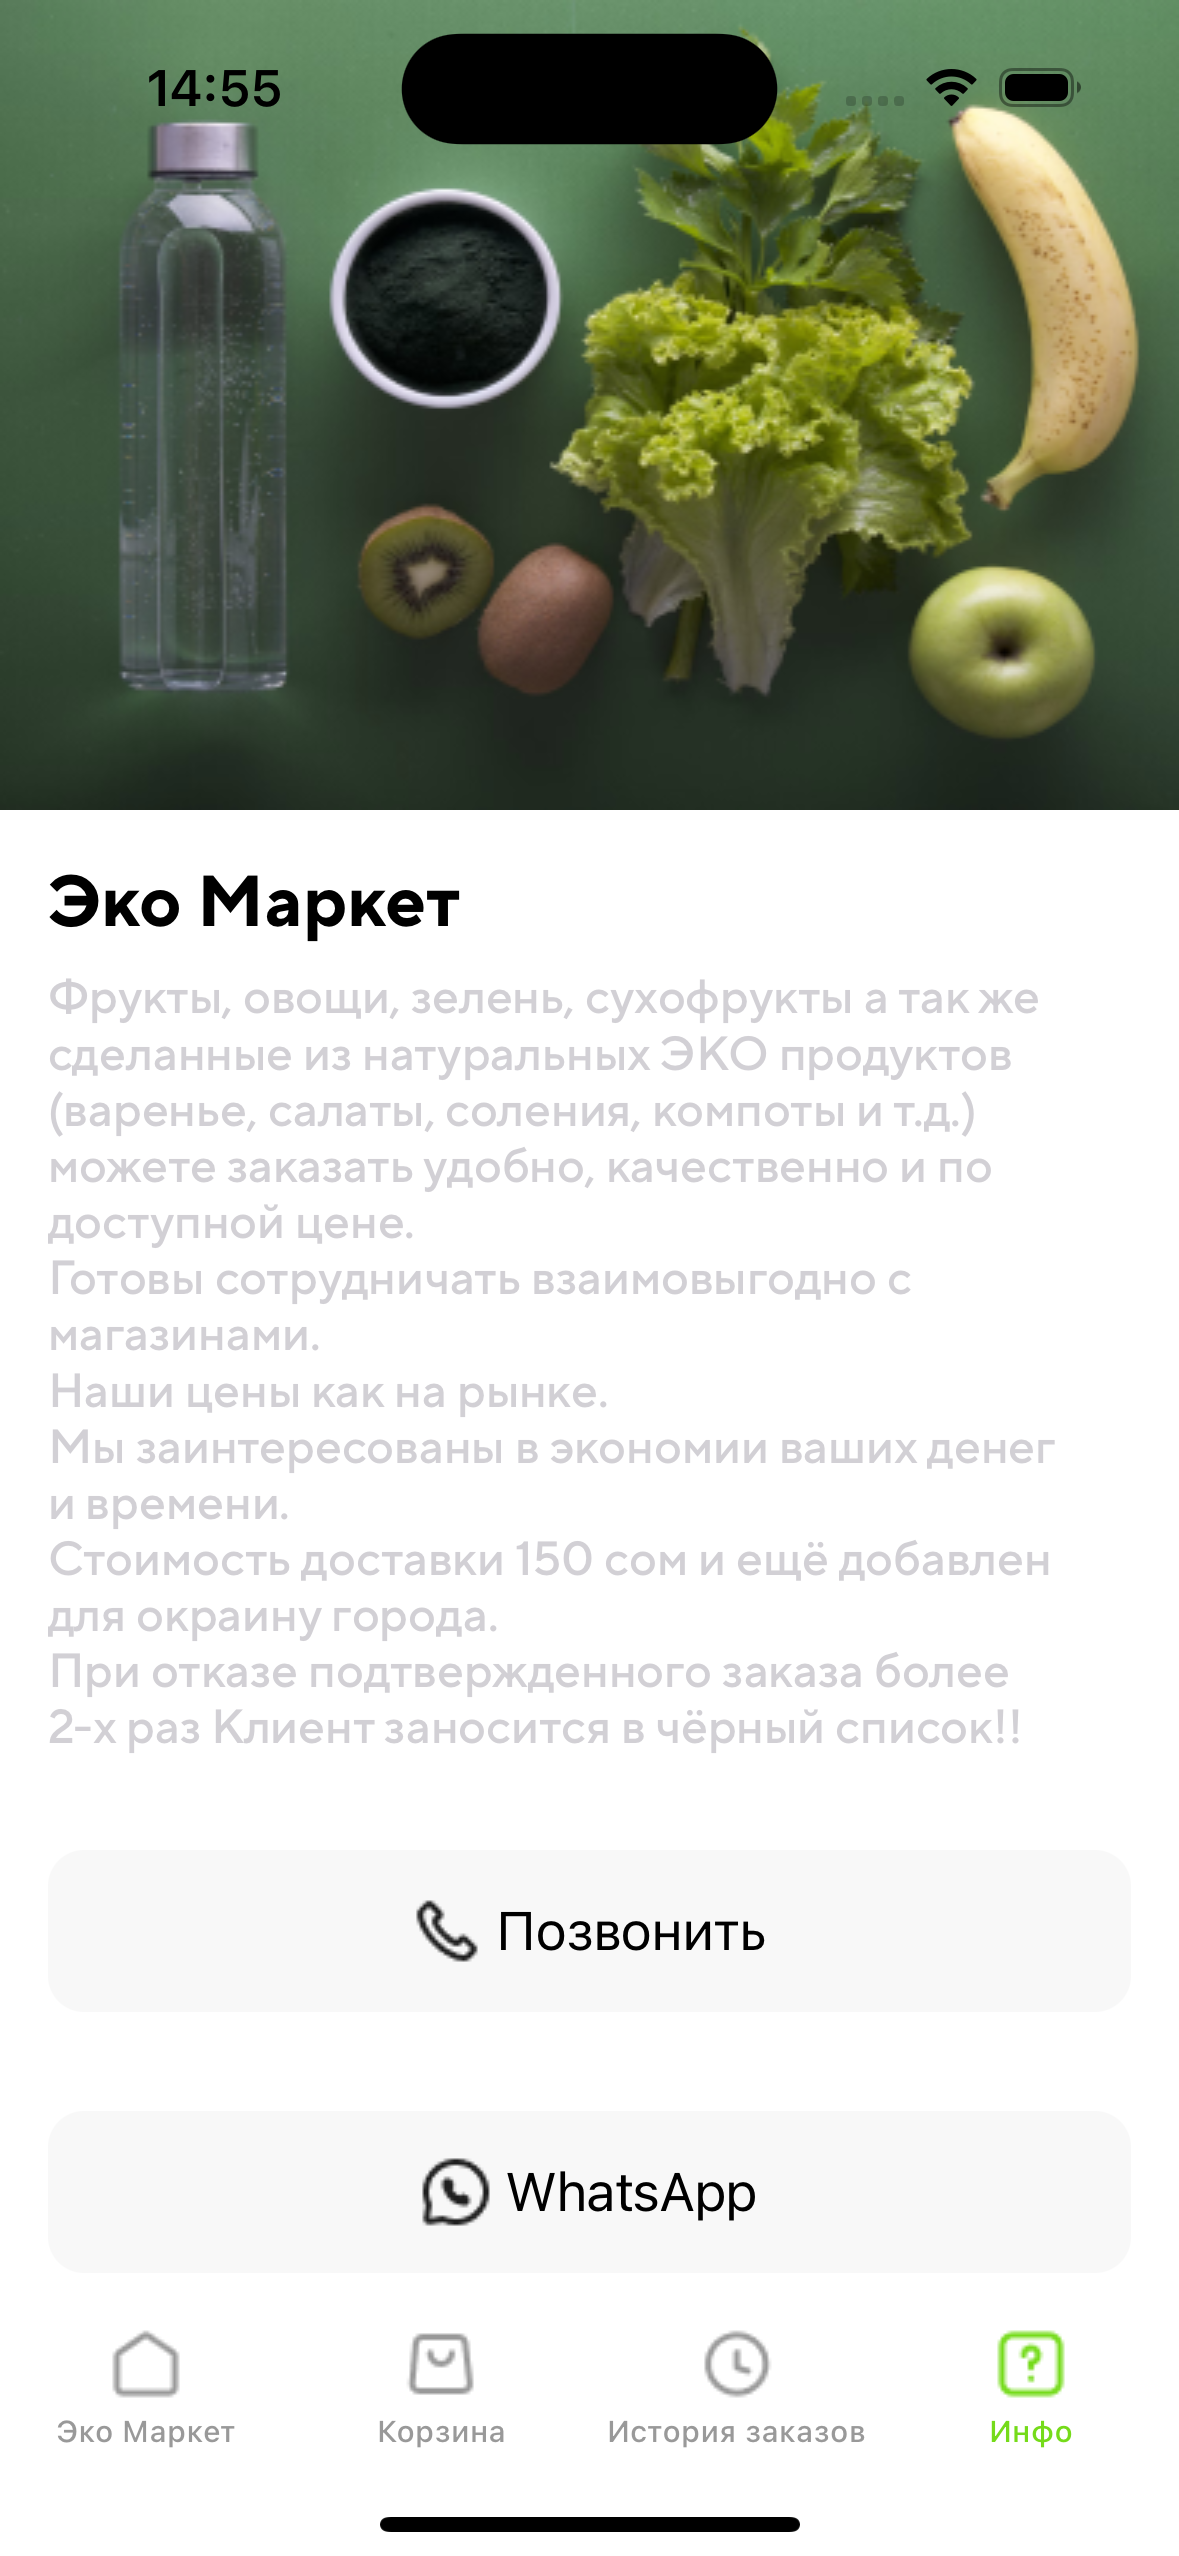 14:55
Эко Маркет
Фрукты, овощи, зелень, сухофрукты а так же
сделанные из натуральных ЭКО продуктов
(варенье, салаты, соления, компоты и т.д.)
можете заказать удобно, качественно и по
доступной цене.
Готовы сотрудничать взаимовыгодно с
магазинами.
Наши цены как на рынке.
Мы заинтересованы в экономии ваших денег
и времени.
Стоимость доставки 150 сом и ещё добавлен
для окраину города.
При отказе подтвержденного заказа более
2-х раз Клиент заносится в чёрный список!!
Позвонить
WhatsApp
Эко Маркет
Корзина
История заказов
Инфо